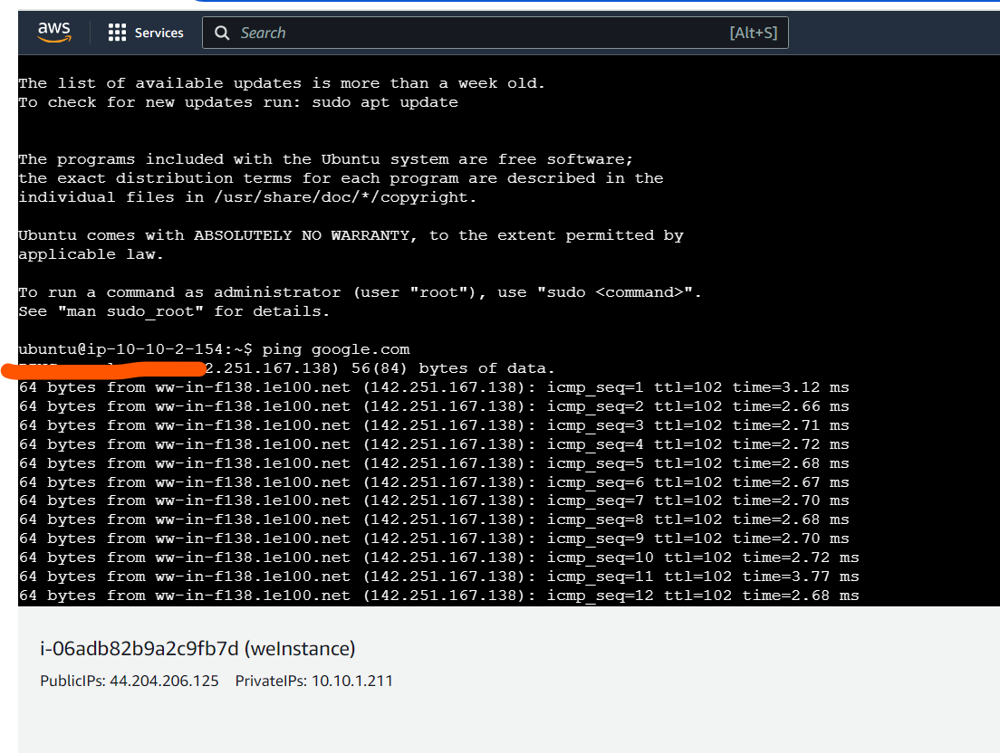 aws Services Search [Alt+S]
The list of available updates is more than a week old.
To check for new updates run: sudo apt update
The programs included with the Ubuntu system are free software;
the exact distribution terms for each program are described in the
individual files in /usr/share/doc/*/copyright.
Ubuntu comes with ABSOLUTELY NO WARRANTY, to the extent permitted by
applicable law.
To run a command as administrator (user "root"), use "sudo <command>".
See "man sudo_root" for details.
ubuntu@ip-10-10-2-154:~$ ping google.com
2.251.167.138) 56(84) bytes of data.
64 bytes from ww-in-f138.1e100.net (142.251.167.138): icmp_seq=1 ttl=102 time=3.12 ms
64 bytes from ww-in-f138.1e100.net (142.251.167.138): icmp_seq=2 ttl=102 time=2.66 ms
64 bytes from ww-in-f138.1e100.net (142.251.167.138): icmp_seq=3 ttl=102 time=2.71 ms
64 bytes from ww-in-f138.1e100.net (142.251.167.138): icmp_seq=4 ttl=102 time=2.72 ms
64 bytes from ww-in-f138.1e100.net (142.251.167.138): icmp_seq=5 ttl=102 time=2.68 ms
64 bytes from ww-in-f138.1e100.net (142.251.167.138): icmp_seq=6 ttl=102 time=2.67 ms
64 bytes from ww-in-f138.1e100.net (142.251.167.138): icmp_seq=7 ttl=102 time=2.70 ms
64 bytes from ww-in-f138.1e100.net (142.251.167.138): icmp_seq=8 ttl=102 time=2.68 ms
64 bytes from ww-in-f138.1e100.net (142.251.167.138): icmp_seq=9 ttl=102 time=2.70 ms
64 bytes from ww-in-f138.1e100.net (142.251.167.138): icmp_seq=10 ttl=102 time=2.72 ms
64 bytes from ww-in-f138.1e100.net (142.251.167.138): icmp_seq=11 ttl=102 time=3.77 ms
64 bytes from ww-in-f138.1e100.net (142.251.167.138): icmp_seq=12 ttl=102 time=2.68 ms
i-06adb82b9a2c9fb7d (weInstance)
PublicIPs: 44.204.206.125 PrivateIPs: 10.10.1.211